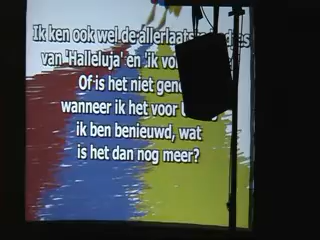 Ik ken ook wel de
van 'Halleluja' en 'ik
Of is het niet
wanneer ik het voor
ik ben benieuwd, wat
is het dan nog meer?